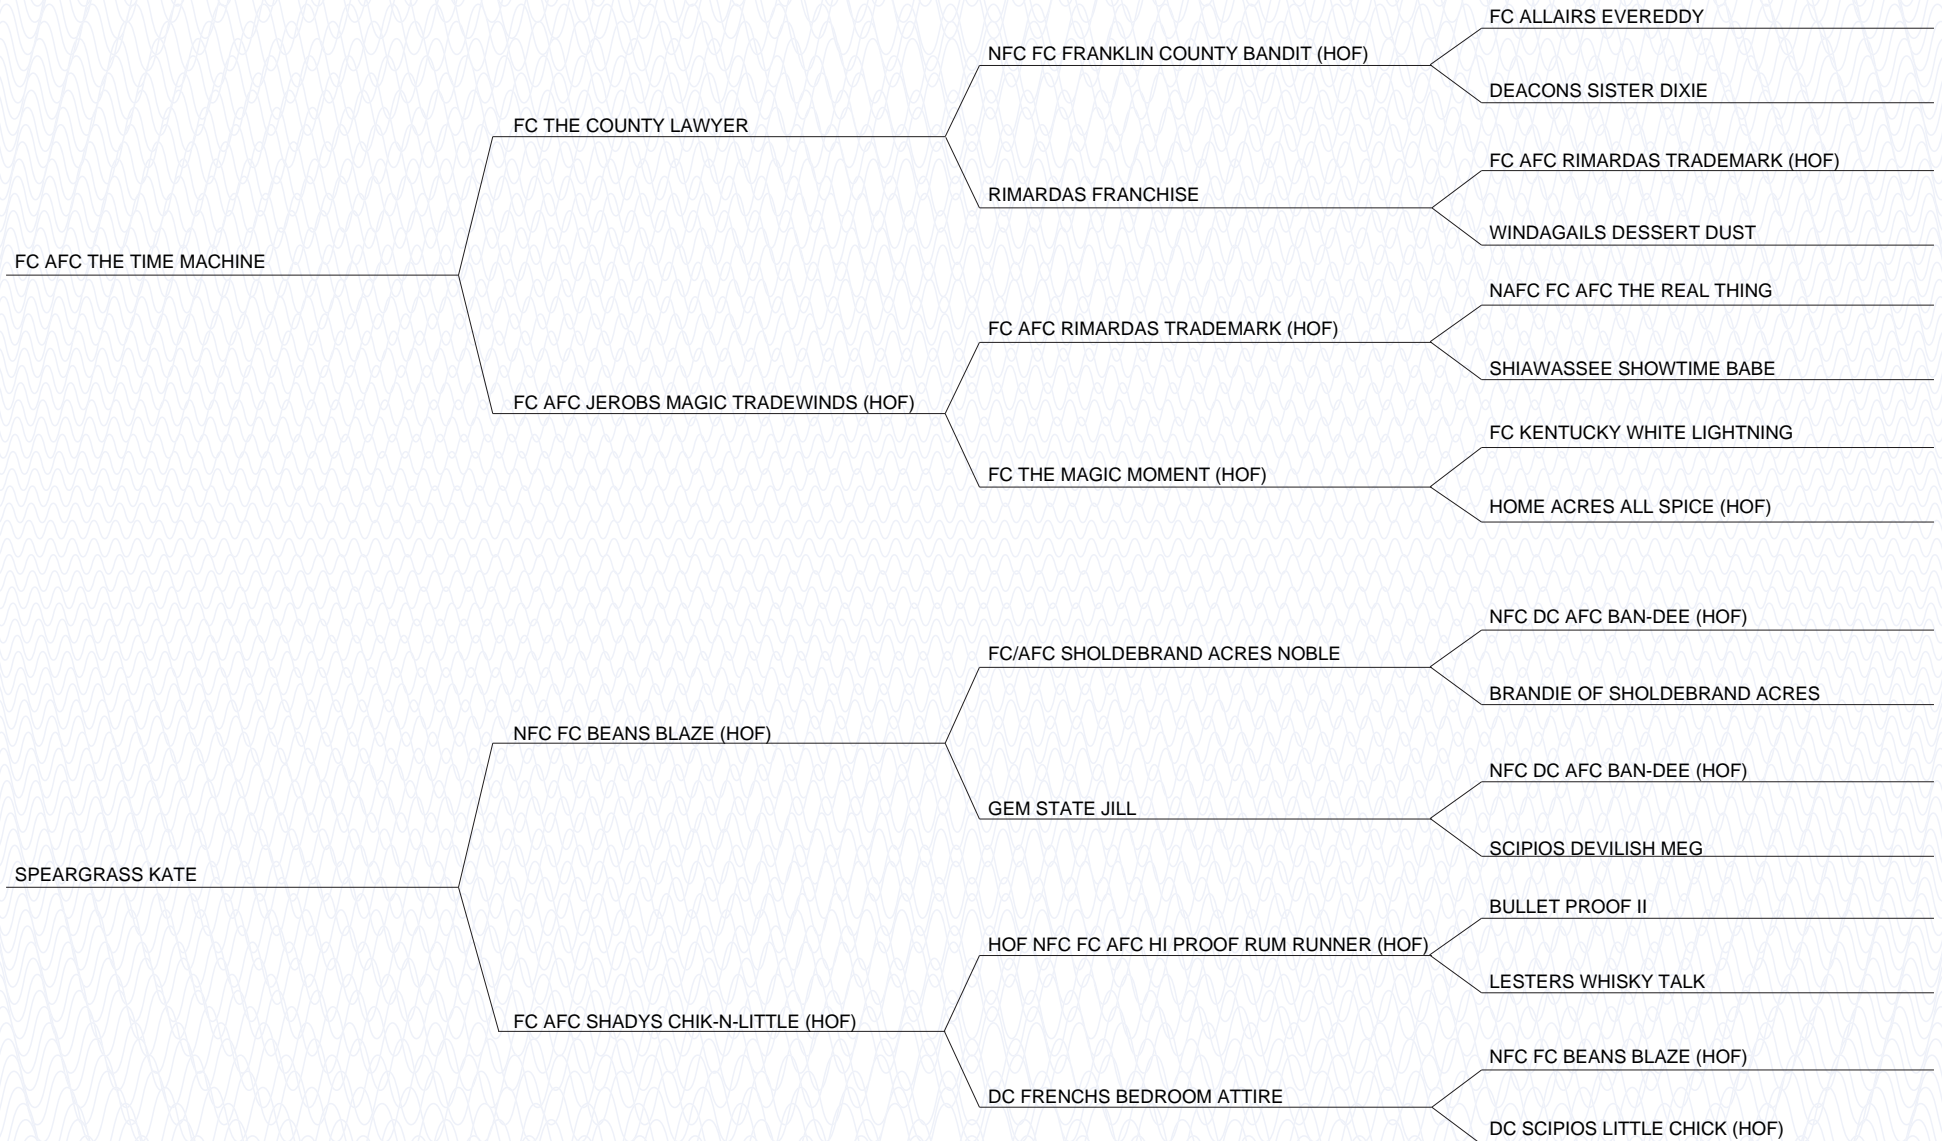 FC ALLAIRS EVEREDDY
NFC FC FRANKLIN COUNTY BANDIT (HOF)
DEACONS SISTER DIXIE
FC THE COUNTY LAWYER
FC AFC RIMARDAS TRADEMARK (HOF)
RIMARDAS FRANCHISE
WINDAGAILS DESSERT DUST
FC AFC THE TIME MACHINE
NAFC FC AFC THE REAL THING
FC AFC RIMARDAS TRADEMARK (HOF)
SHIAWASSEE SHOWTIME BABE
FC AFC JEROBS MAGIC TRADEWINDS (HOF)
FC KENTUCKY WHITE LIGHTNING
FC THE MAGIC MOMENT (HOF)
HOME ACRES ALL SPICE (HOF)
NFC DC AFC BAN-DEE (HOF)
FC/AFC SHOLDEBRAND ACRES NOBLE
BRANDIE OF SHOLDEBRAND ACRES
NFC FC BEANS BLAZE (HOF)
NFC DC AFC BAN-DEE (HOF)
GEM STATE JILL
SCIPIOS DEVILISH MEG
SPEARGRASS KATE
BULLET PROOF II
HOF NFC FC AFC HI PROOF RUM RUNNER (HOF)
LESTERS WHISKY TALK
FC AFC SHADYS CHIK-N-LITTLE (HOF)
NFC FC BEANS BLAZE (HOF)
DC FRENCHS BEDROOM ATTIRE
DC SCIPIOS LITTLE CHICK (HOF)